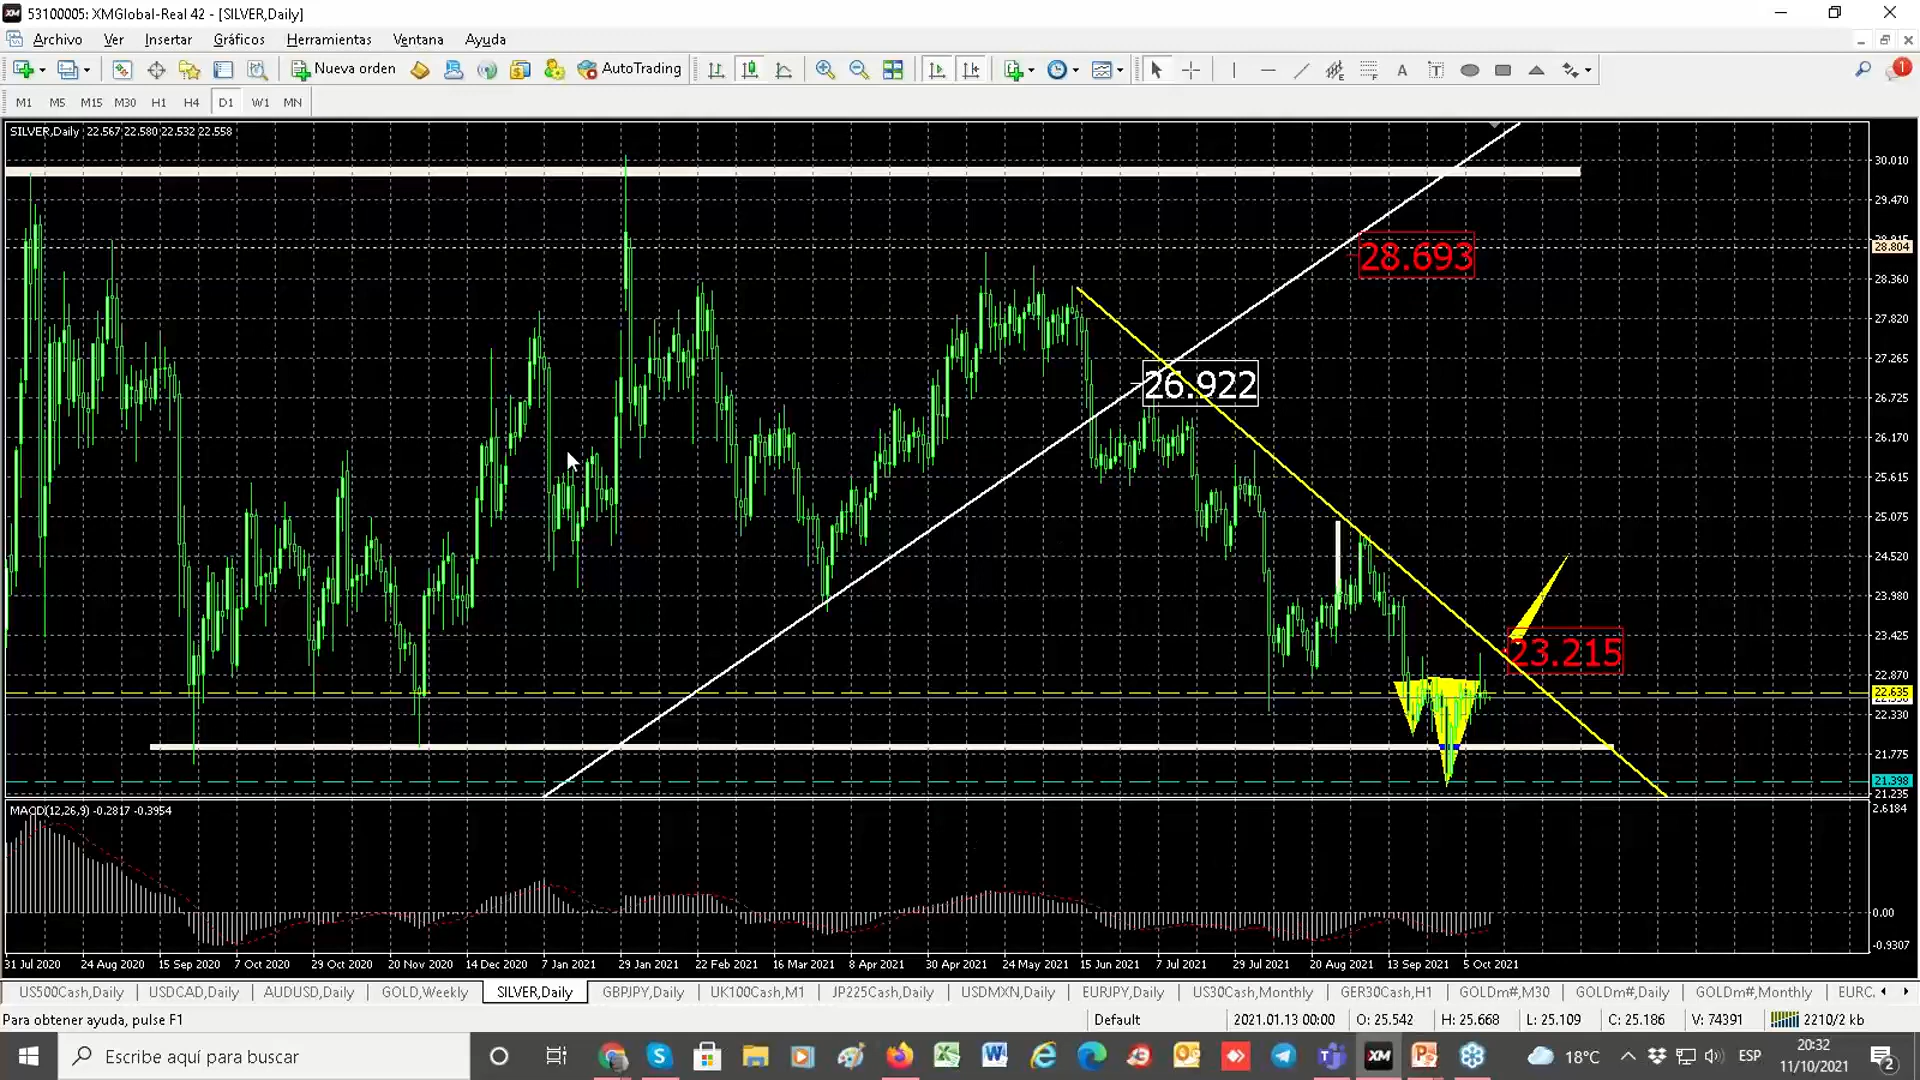 53100005: XMGlobal-Real 42 - [SILVER,Daily]
Archivo Ver Insertar Gráficos Herramientas Ventana Ayuda
Nueva orden AutoTrading 1
M1 M5 M15 M30 H1 H4 D1 W1 MN
SILVER,Daily 22.567 22.580 22.532 22.558
30.010
29.470
28.804
28.693
28.360
27.820
27.265
26.922
26.725
26.170
25.615
25.075
24.520
23.980
23.425
23.215
22.870
22.635
22.330
21.775
21.398
21.235
MACD(12,26,9) -0.2817 -0.3954
2.6184
0.00
-0.9307
31 Jul 2020 24 Aug 2020 15 Sep 2020 7 Oct 2020 29 Oct 2020 20 Nov 2020 14 Dec 2020 7 Jan 2021 29 Jan 2021 22 Feb 2021 16 Mar 2021 8 Apr 2021 30 Apr 2021 24 May 2021 15 Jun 2021 7 Jul 2021 29 Jul 2021 20 Aug 2021 13 Sep 2021 5 Oct 2021
US500Cash,Daily USDCAD,Daily AUDUSD,Daily GOLD,Weekly SILVER,Daily GBPJPY,Daily UK100Cash,M1 JP225Cash,Daily USDMXN,Daily EURJPY,Daily US30Cash,Monthly GER30Cash,H1 GOLDm#,M30 GOLDm#,Daily GOLDm#,Monthly EURC
Para obtener ayuda, pulse F1 Default 2021.01.13 00:00 O: 25.542 H: 25.668 L: 25.109 C: 25.186 V: 74391 2210/2 kb
Escribe aquí para buscar 18°C ESP 20:32
11/10/2021 2